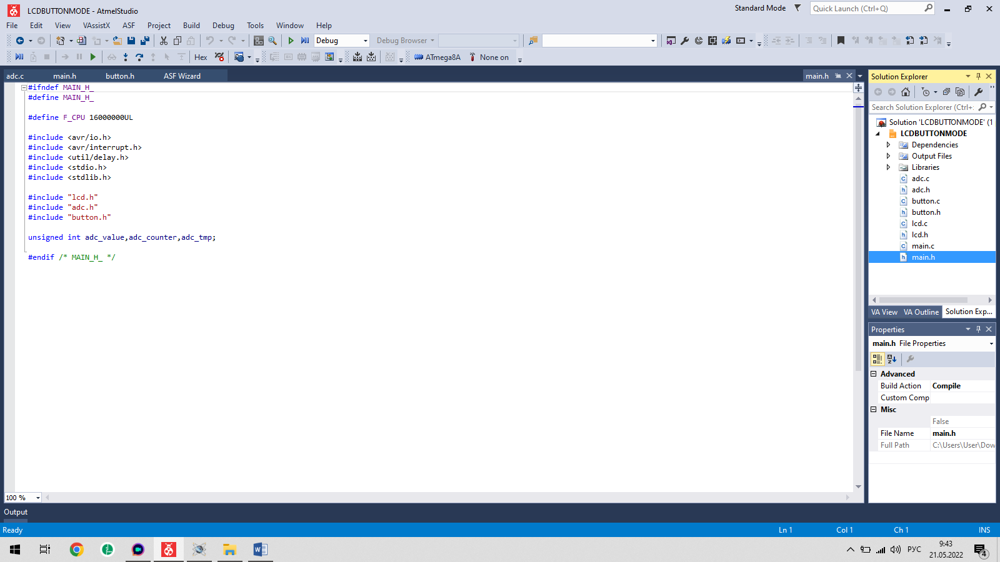 LCDBUTTONMODE - AtmelStudio
Standard Mode
Quick Launch (Ctrl+Q)
File Edit View VAssistX ASF Project Build Debug Tools Window Help
Debug
Debug Browser
Hex
ATmega8A
None on
adc.c main.h button.h ASF Wizard
main.h
#ifndef MAIN_H_
#define MAIN_H_
#define F_CPU 16000000UL
#include <avr/io.h>
#include <avr/interrupt.h>
#include <util/delay.h>
#include <stdio.h>
#include <stdlib.h>
#include "lcd.h"
#include "adc.h"
#include "button.h"
unsigned int adc_value,adc_counter,adc_tmp;
#endif /* MAIN_H_ */
100 %
Solution Explorer
Search Solution Explorer (Ctrl+;
Solution 'LCDBUTTONMODE' (1
LCDBUTTONMODE
Dependencies
Output Files
Libraries
adc.c
adc.h
button.c
button.h
lcd.c
lcd.h
main.c
main.h
VA View VA Outline Solution Exp...
Properties
main.h File Properties
Advanced
Build Action Compile
Custom Comp
Misc
False
File Name main.h
Full Path C:\Users\User\Dow
Output
Ready
Ln 1 Col 1 Ch 1 INS
РУС
9:43
21.05.2022
4